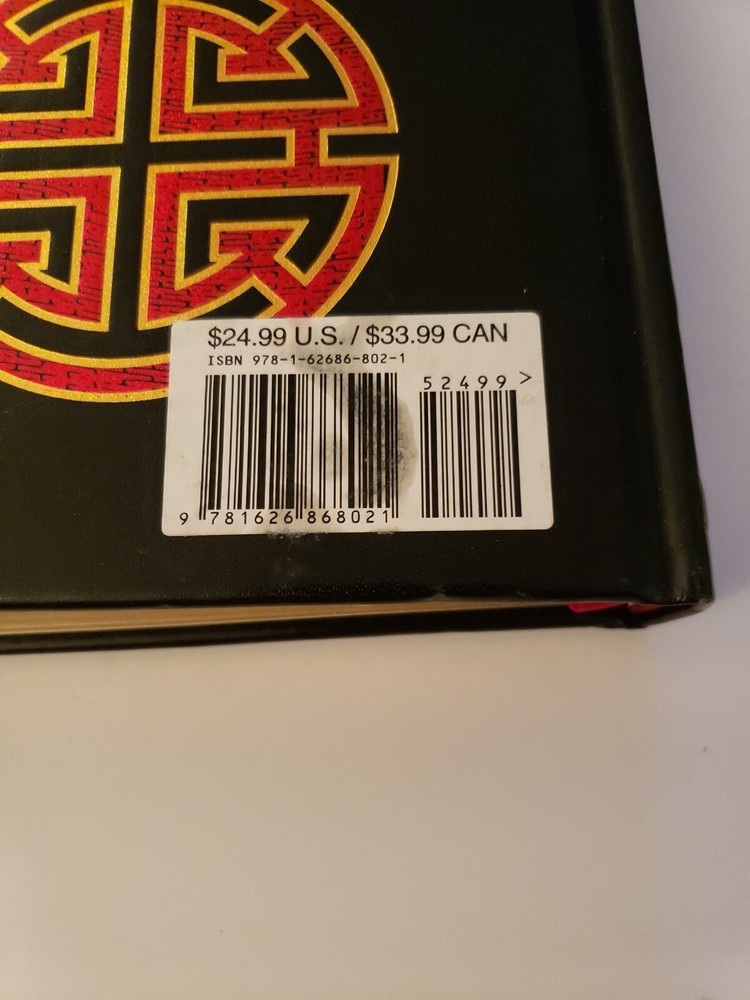 $24.99 U.S. / $33.99 CAN
ISBN 978-1-62686-802-1
52499>
9 781626 868021